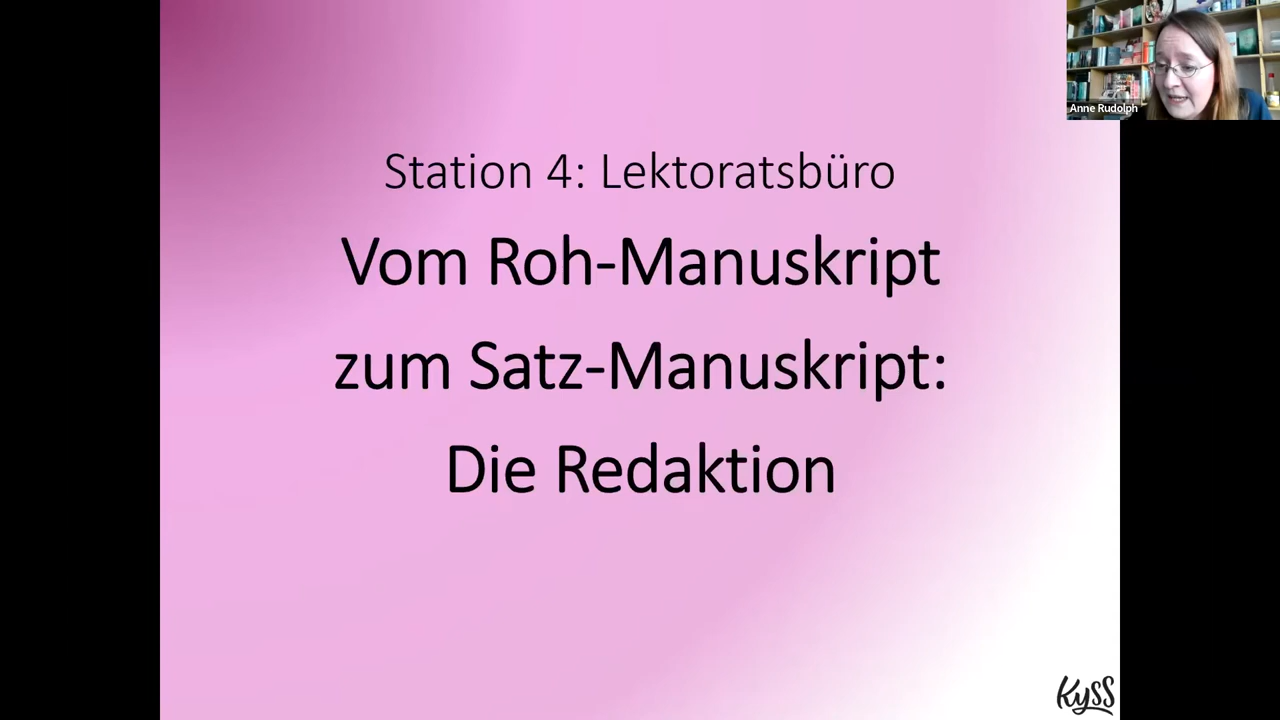 Anne Rudolph
Station 4: Lektoratsbüro
Vom Roh-Manuskript
zum Satz-Manuskript:
Die Redaktion
KySS